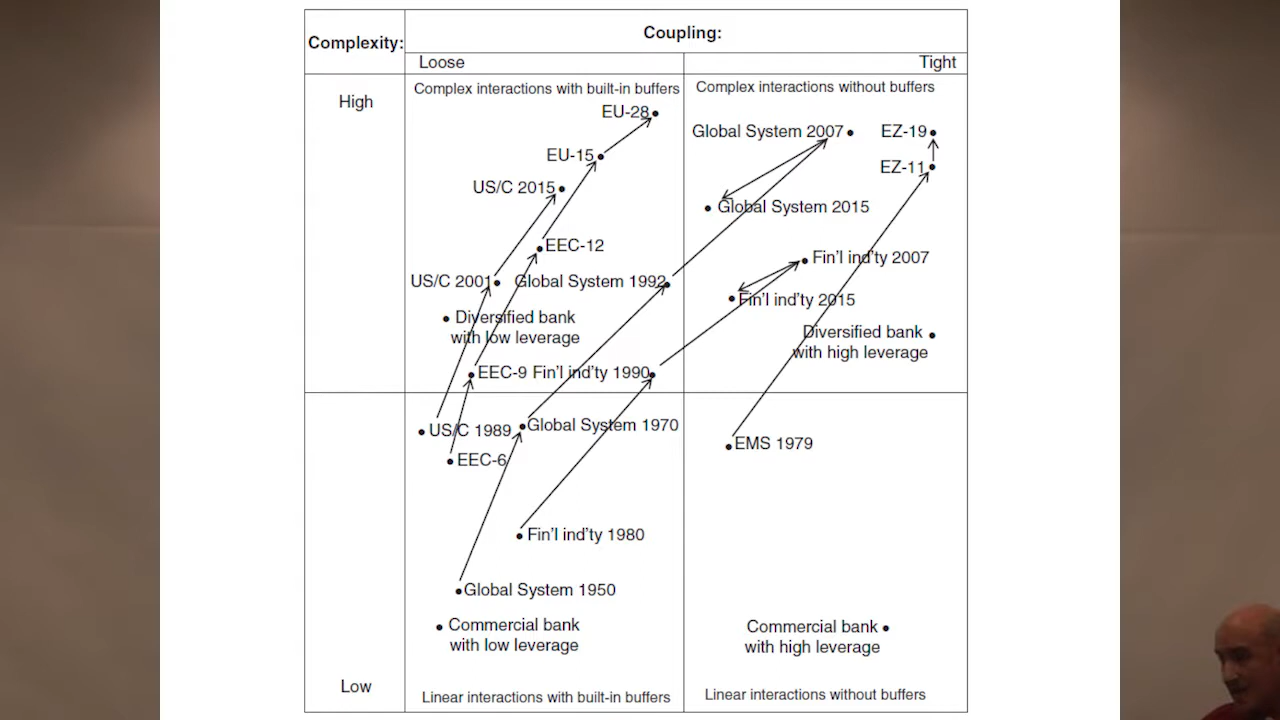 Complexity:
Coupling:
Loose
Tight
High
Complex interactions with built-in buffers
Complex interactions without buffers
EU-28
Global System 2007
EZ-19
EU-15
EZ-11
US/C 2015
Global System 2015
EEC-12
Fin'l ind'ty 2007
US/C 2001
Global System 1992
Fin'l ind'ty 2015
Diversified bank
with low leverage
Diversified bank
with high leverage
EEC-9
Fin'l ind'ty 1990
US/C 1989
Global System 1970
EMS 1979
EEC-6
Fin'l ind'ty 1980
Global System 1950
Commercial bank
with low leverage
Commercial bank
with high leverage
Low
Linear interactions with built-in buffers
Linear interactions without buffers